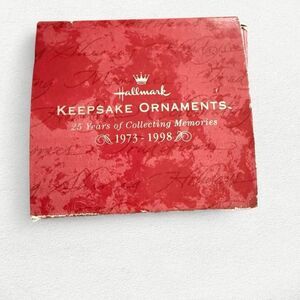 Hallmark
KEEPSAKE ORNAMENTS
25 Years of Collecting Memories
1973-1998